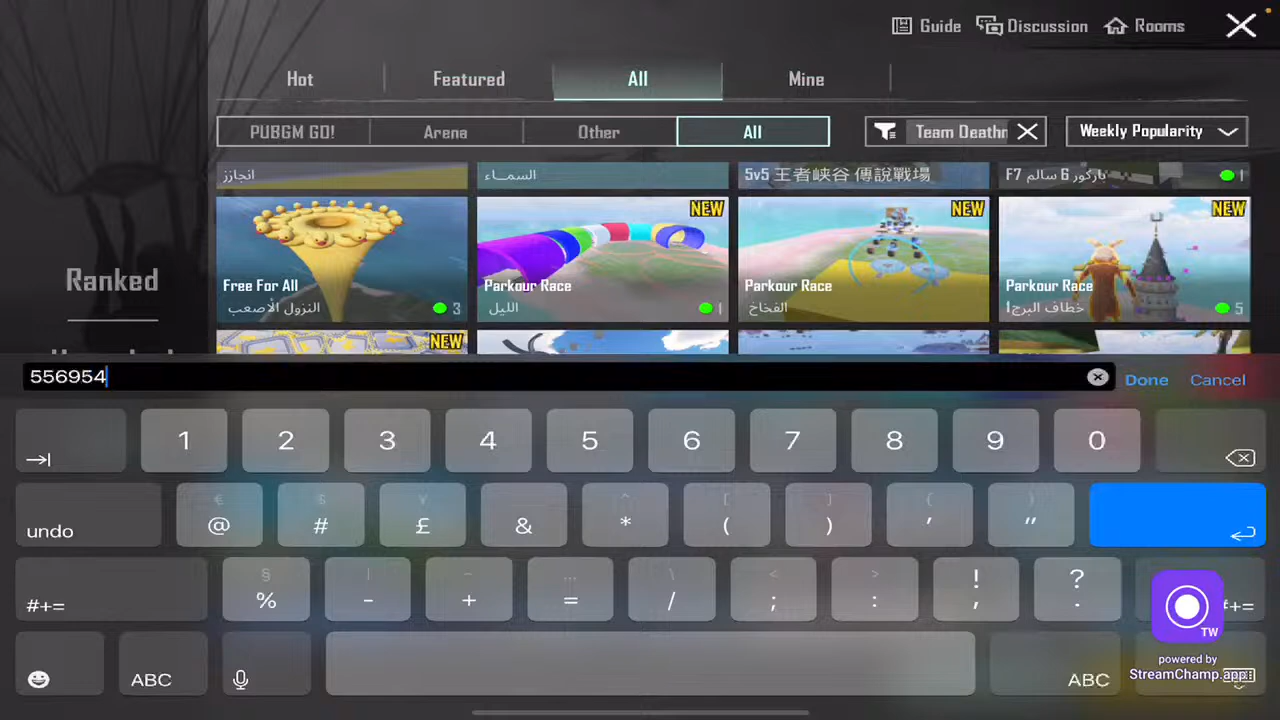 Guide
Discussion
Rooms
Hot
Featured
All
Mine
PUBGM GO!
Arena
Other
All
Team Deathm
Weekly Popularity
انجازز
السمـــاء
5v5 王者峽谷 傳說戰場
باركور 6 سالم F7
1
NEW
NEW
NEW
Ranked
Free For All
النزول الأصعب
3
Parkour Race
الليل
1
Parkour Race
الفخاخ
Parkour Race
خطاف البرج!
5
NEW
556954
Done
Cancel
1 2 3 4 5 6 7 8 9 0
undo
€ $ ¥ ^ [ ] { }
@ # £ & * ( ) ' "
§ | ~ … \ < > ! ?
#+= % - + = / ; : , . #+=
ABC
ABC
TW
powered by
StreamChamp.app